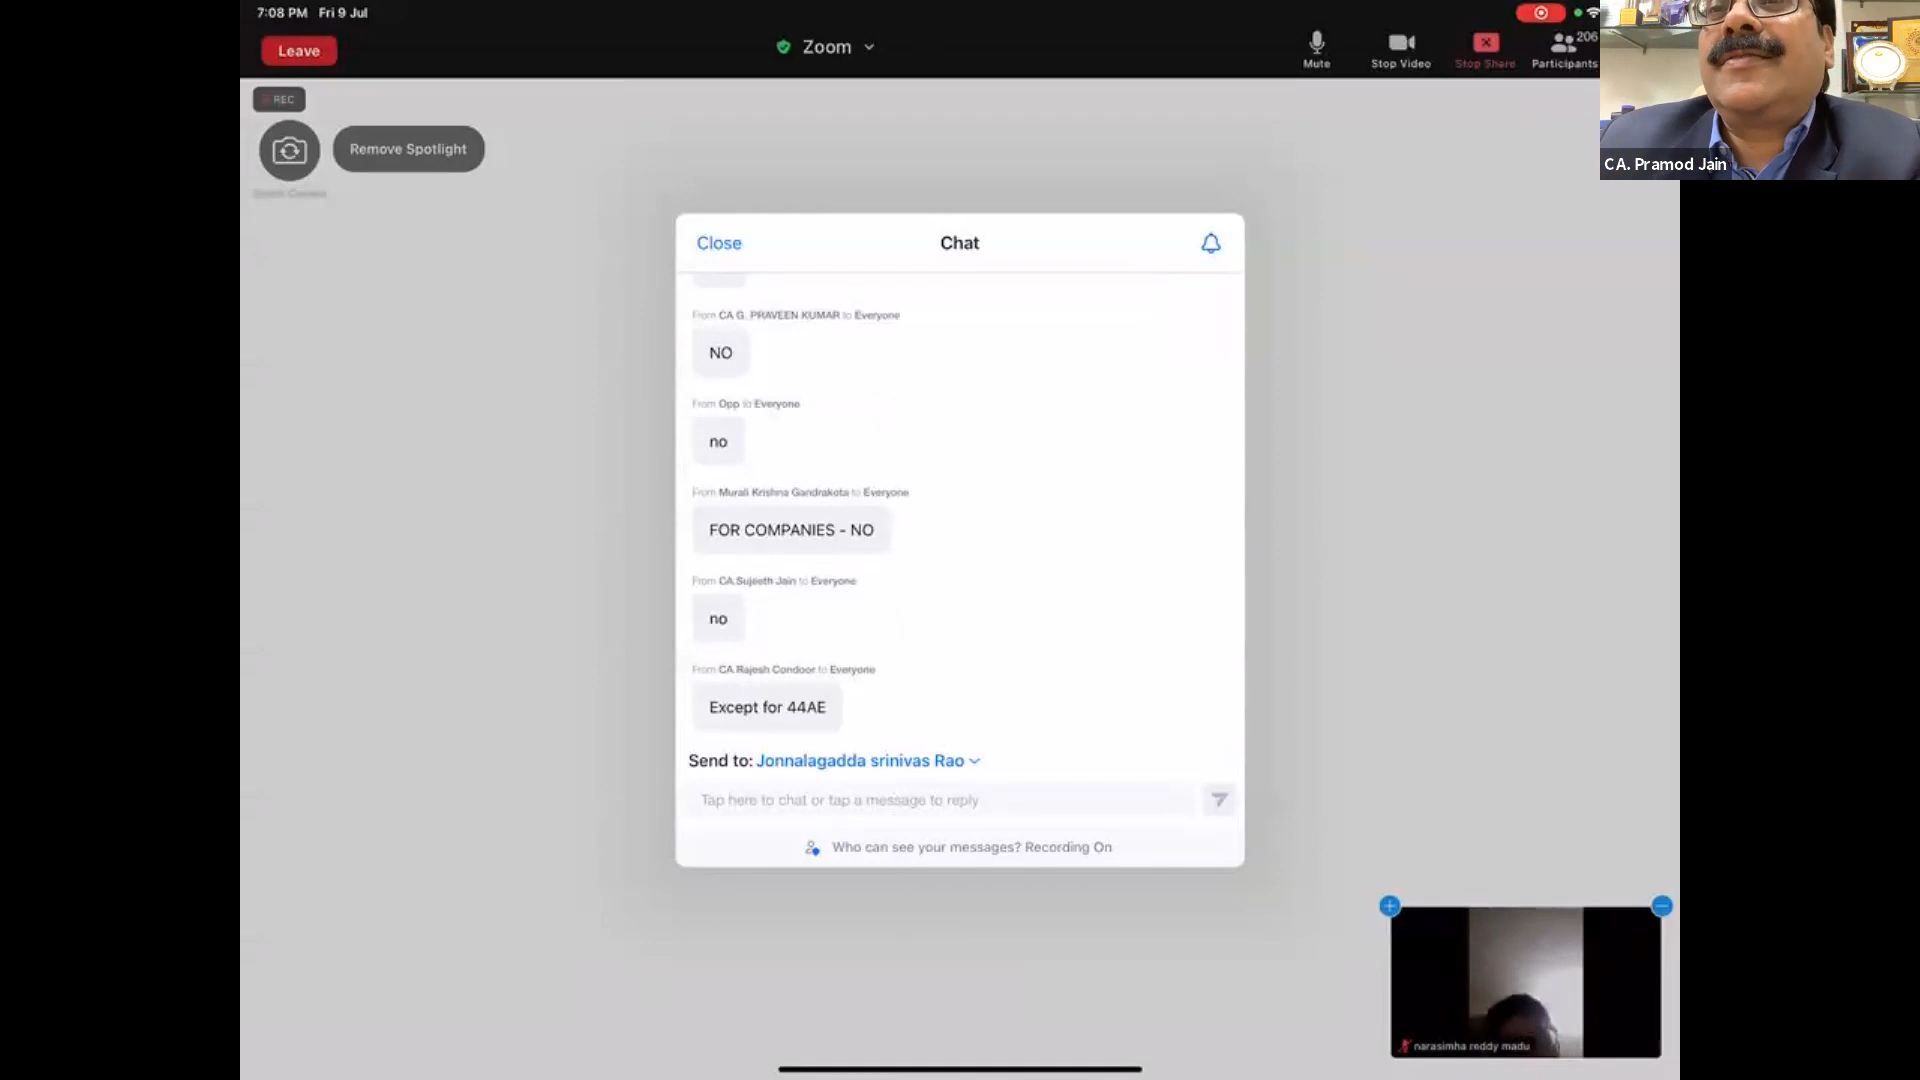 7:08 PM Fri 9 Jul
Leave
Zoom
Mute
Stop Video
Stop Share
206
Participants
REC
Remove Spotlight
CA. Pramod Jain
Close
Chat
From CA G. PRAVEEN KUMAR to Everyone
NO
From Opp to Everyone
no
From Murali Krishna Gandrakota to Everyone
FOR COMPANIES - NO
From CA.Sujeeth Jain to Everyone
no
From CA.Rajesh Condoor to Everyone
Except for 44AE
Send to: Jonnalagadda srinivas Rao
Tap here to chat or tap a message to reply
Who can see your messages? Recording On
narasimha reddy madu